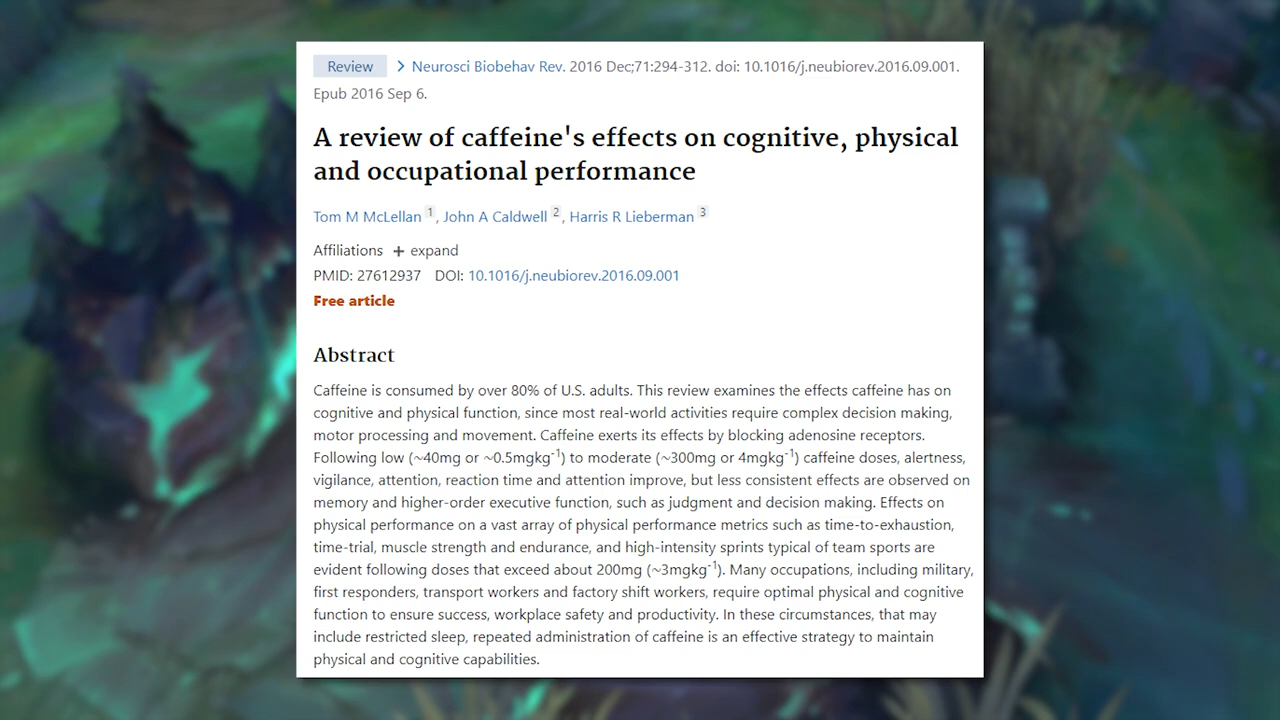 Review > Neurosci Biobehav Rev. 2016 Dec;71:294-312. doi: 10.1016/j.neubiorev.2016.09.001.
Epub 2016 Sep 6.
A review of caffeine's effects on cognitive, physical
and occupational performance
Tom M McLellan 1, John A Caldwell 2, Harris R Lieberman 3
Affiliations + expand
PMID: 27612937 DOI: 10.1016/j.neubiorev.2016.09.001
Free article
Abstract
Caffeine is consumed by over 80% of U.S. adults. This review examines the effects caffeine has on
cognitive and physical function, since most real-world activities require complex decision making,
motor processing and movement. Caffeine exerts its effects by blocking adenosine receptors.
Following low (~40mg or ~0.5mgkg-1) to moderate (~300mg or 4mgkg-1) caffeine doses, alertness,
vigilance, attention, reaction time and attention improve, but less consistent effects are observed on
memory and higher-order executive function, such as judgment and decision making. Effects on
physical performance on a vast array of physical performance metrics such as time-to-exhaustion,
time-trial, muscle strength and endurance, and high-intensity sprints typical of team sports are
evident following doses that exceed about 200mg (~3mgkg-1). Many occupations, including military,
first responders, transport workers and factory shift workers, require optimal physical and cognitive
function to ensure success, workplace safety and productivity. In these circumstances, that may
include restricted sleep, repeated administration of caffeine is an effective strategy to maintain
physical and cognitive capabilities.